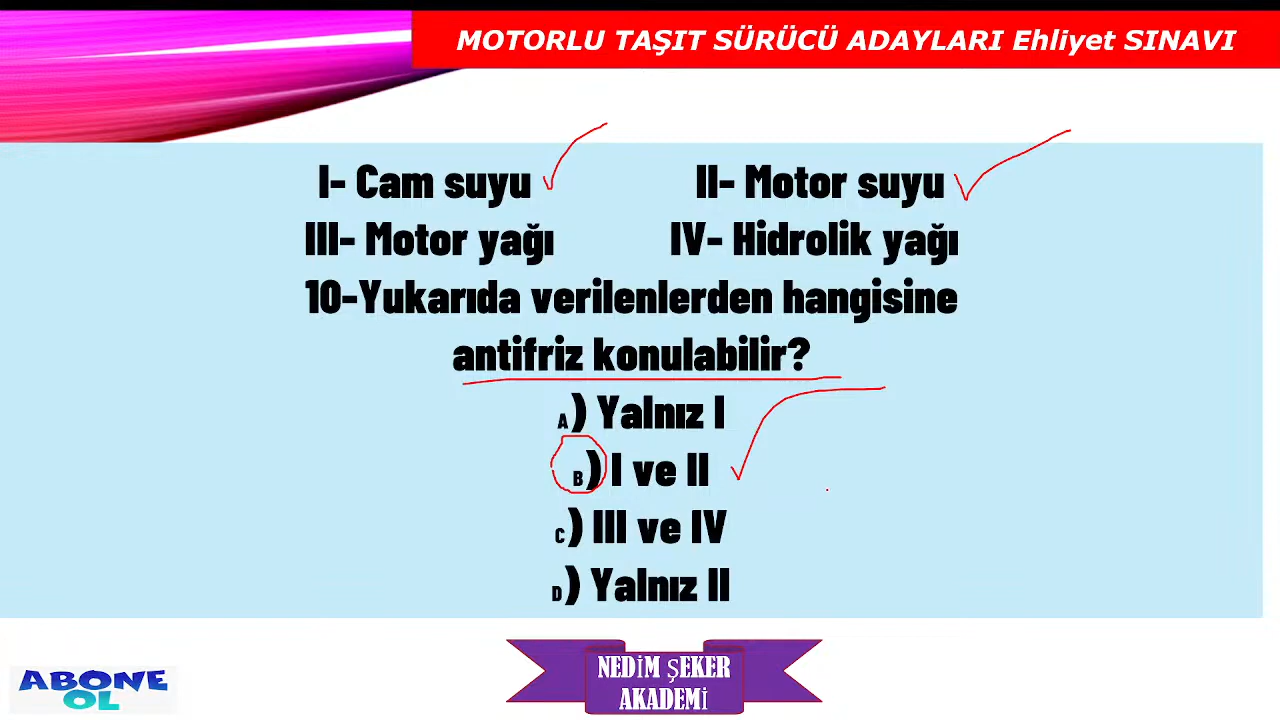 MOTORLU TAŞIT SÜRÜCÜ ADAYLARI Ehliyet SINAVI
I- Cam suyu II- Motor suyu
III- Motor yağı IV- Hidrolik yağı
10-Yukarıda verilenlerden hangisine
antifriz konulabilir?
A) Yalnız I
B) I ve II
C) III ve IV
D) Yalnız II
NEDİM ŞEKER
AKADEMİ
ABONE
OL